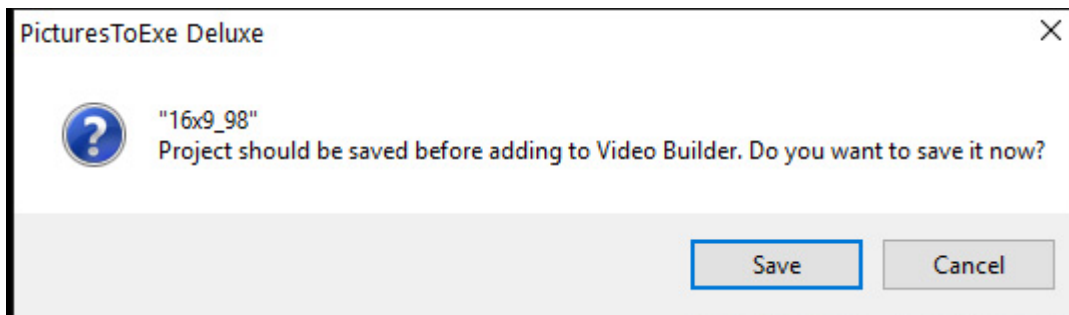 PicturesToExe Deluxe
"16x9_98"
Project should be saved before adding to Video Builder. Do you want to save it now?
Save
Cancel